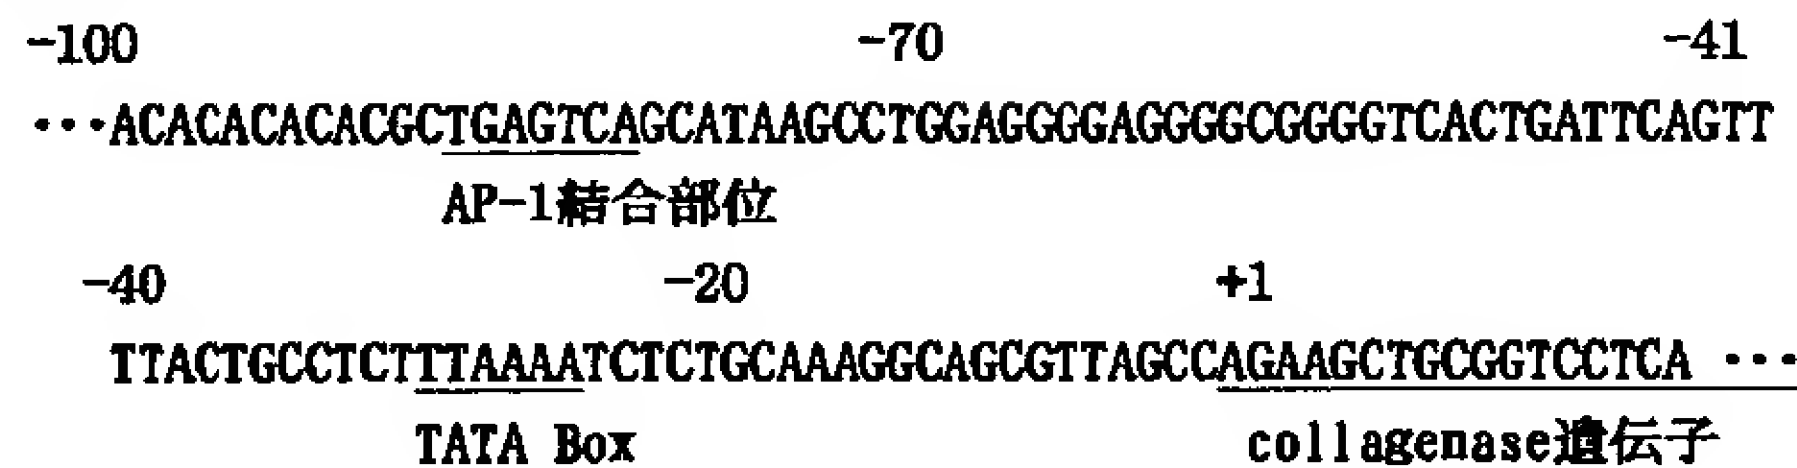 -100 -70 -41
···ACACACACACGCTGAGTCAGCATAAGCCTGGAGGGGAGGGGCGGGGTCACTGATTCAGTT
AP-1結合部位
-40 -20 +1
TTACTGCCTCTTTAAAATCTCTGCAAAGGCAGCGTTAGCCAGAAGCTGCGGTCCTCA ···
TATA Box collagenase遺伝子